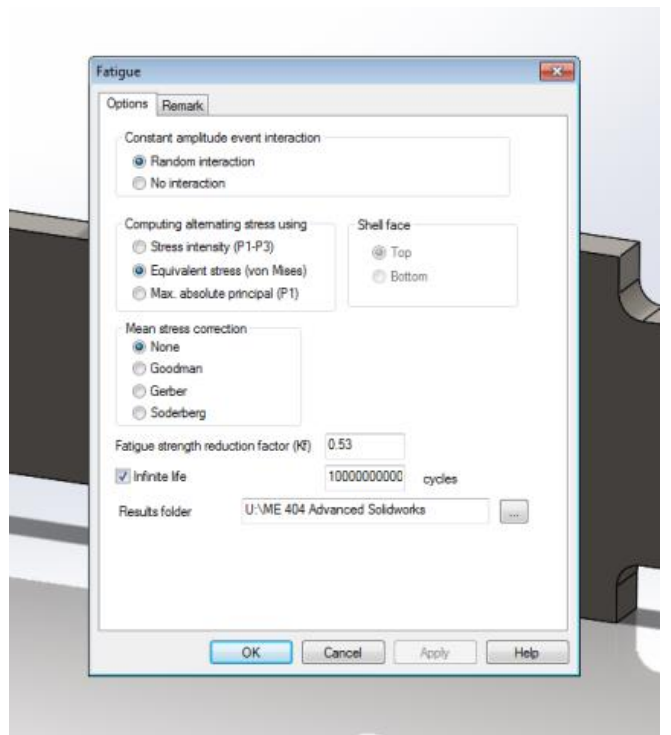 Fatigue
Options Remark
Constant amplitude event interaction
Random interaction
No interaction
Computing alternating stress using
Stress intensity (P1-P3)
Equivalent stress (von Mises)
Max. absolute principal (P1)
Shell face
Top
Bottom
Mean stress correction
None
Goodman
Gerber
Soderberg
Fatigue strength reduction factor (Kf) 0.53
Infinite life 10000000000 cycles
Results folder U:\ME 404 Advanced Solidworks ...
OK Cancel Apply Help